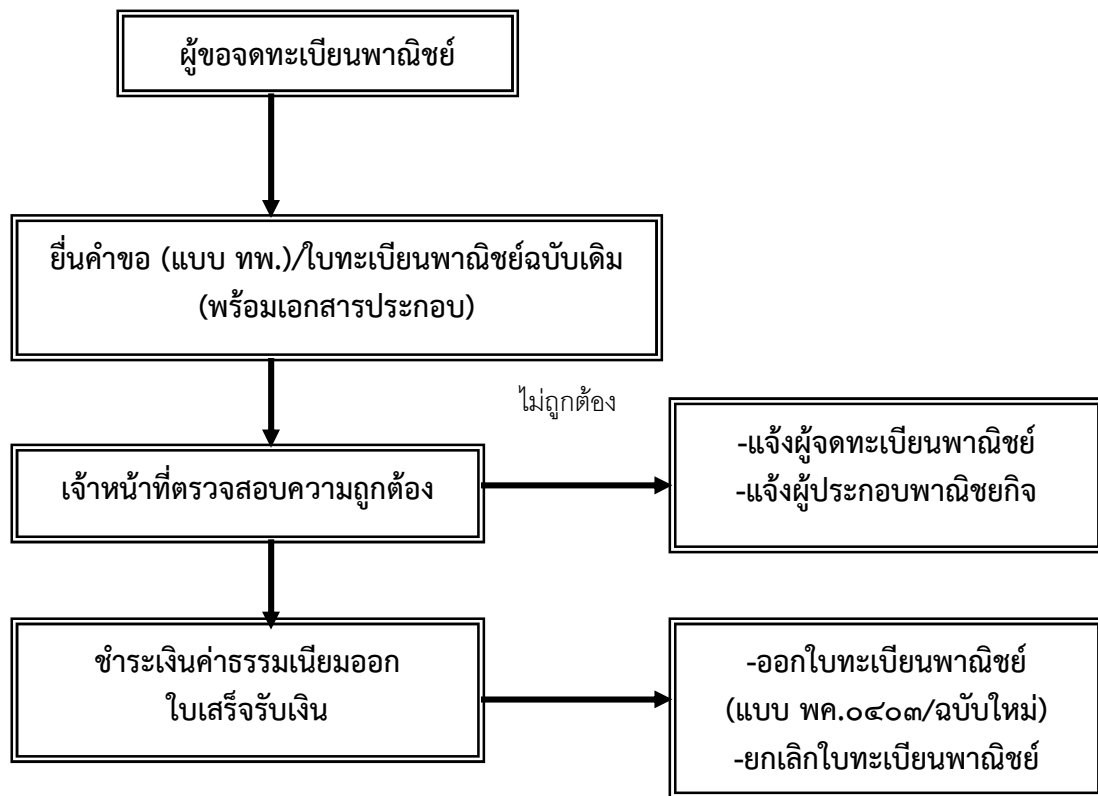 ผู้ขอจดทะเบียนพาณิชย์
ยื่นคำขอ (แบบ ทพ.)/ใบทะเบียนพาณิชย์ฉบับเดิม
(พร้อมเอกสารประกอบ)
ไม่ถูกต้อง
เจ้าหน้าที่ตรวจสอบความถูกต้อง
-แจ้งผู้จดทะเบียนพาณิชย์
-แจ้งผู้ประกอบพาณิชยกิจ
ชำระเงินค่าธรรมเนียมออก
ใบเสร็จรับเงิน
-ออกใบทะเบียนพาณิชย์
(แบบ พค.๐๔๐๓/ฉบับใหม่)
-ยกเลิกใบทะเบียนพาณิชย์